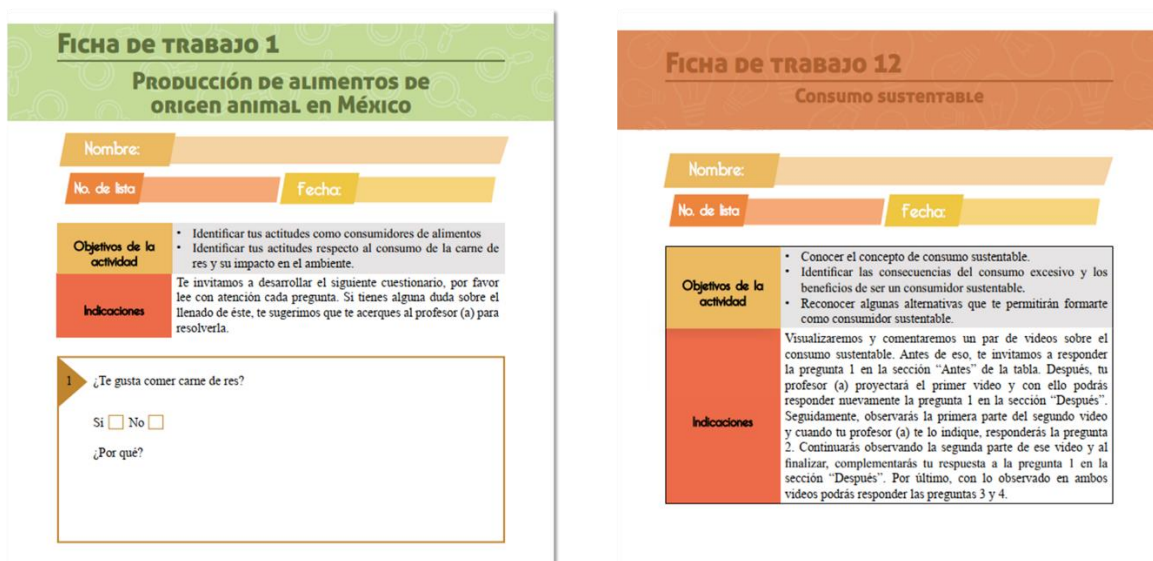 Ficha de trabajo 1
Producción de alimentos de
origen animal en México
Nombre:
No. de lista
Fecha:
Objetivos de la
actividad
• Identificar tus actitudes como consumidores de alimentos
• Identificar tus actitudes respecto al consumo de la carne de
res y su impacto en el ambiente.
Indicaciones
Te invitamos a desarrollar el siguiente cuestionario, por favor
lee con atención cada pregunta. Si tienes alguna duda sobre el
llenado de éste, te sugerimos que te acerques al profesor (a) para
resolverla.
1 ¿Te gusta comer carne de res?
Sí No
¿Por qué?
Ficha de trabajo 12
Consumo sustentable
Nombre:
No. de lista
Fecha:
Objetivos de la
actividad
• Conocer el concepto de consumo sustentable.
• Identificar las consecuencias del consumo excesivo y los
beneficios de ser un consumidor sustentable.
• Reconocer algunas alternativas que te permitirán formarte
como consumidor sustentable.
Indicaciones
Visualizaremos y comentaremos un par de videos sobre el
consumo sustentable. Antes de eso, te invitamos a responder
la pregunta 1 en la sección “Antes” de la tabla. Después, tu
profesor (a) proyectará el primer video y con ello podrás
responder nuevamente la pregunta 1 en la sección “Después”.
Seguidamente, observarás la primera parte del segundo video
y cuando tu profesor (a) te lo indique, responderás la pregunta
2. Continuarás observando la segunda parte de ese video y al
finalizar, complementarás tu respuesta a la pregunta 1 en la
sección “Después”. Por último, con lo observado en ambos
videos podrás responder las preguntas 3 y 4.